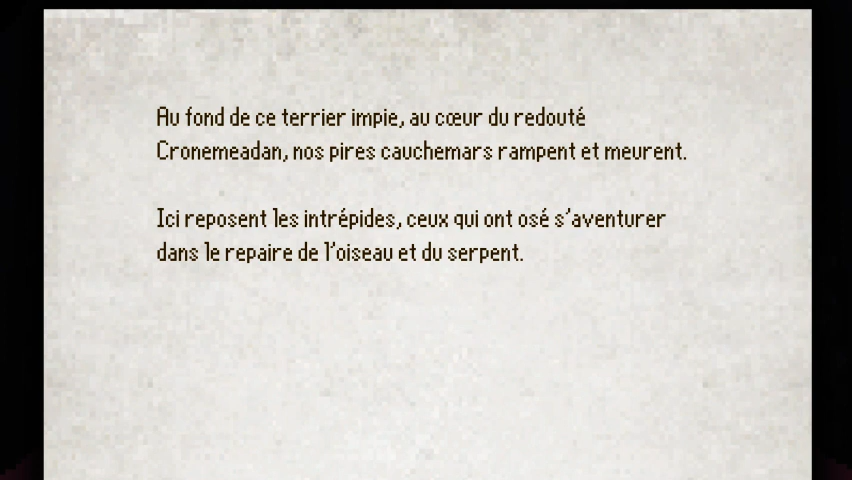 Au fond de ce terrier impie, au cœur du redouté
Cronemeadan, nos pires cauchemars rampent et meurent.
Ici reposent les intrépides, ceux qui ont osé s'aventurer
dans le repaire de l'oiseau et du serpent.